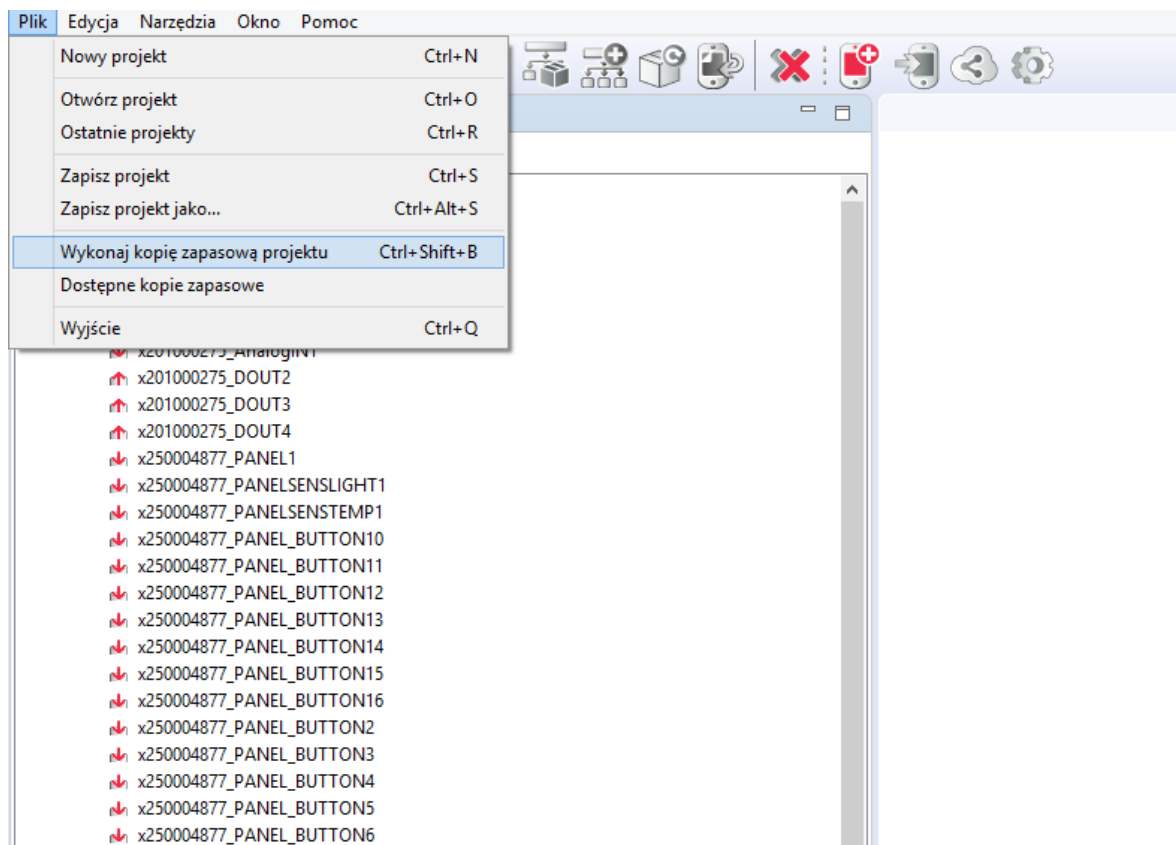 Plik Edycja Narzędzia Okno Pomoc
Nowy projekt Ctrl+N
Otwórz projekt Ctrl+O
Ostatnie projekty Ctrl+R
Zapisz projekt Ctrl+S
Zapisz projekt jako... Ctrl+Alt+S
Wykonaj kopię zapasową projektu Ctrl+Shift+B
Dostępne kopie zapasowe
Wyjście Ctrl+Q
x201000275_AnalogIN1
x201000275_DOUT2
x201000275_DOUT3
x201000275_DOUT4
x250004877_PANEL1
x250004877_PANELSENSLIGHT1
x250004877_PANELSENSTEMP1
x250004877_PANEL_BUTTON10
x250004877_PANEL_BUTTON11
x250004877_PANEL_BUTTON12
x250004877_PANEL_BUTTON13
x250004877_PANEL_BUTTON14
x250004877_PANEL_BUTTON15
x250004877_PANEL_BUTTON16
x250004877_PANEL_BUTTON2
x250004877_PANEL_BUTTON3
x250004877_PANEL_BUTTON4
x250004877_PANEL_BUTTON5
x250004877_PANEL_BUTTON6